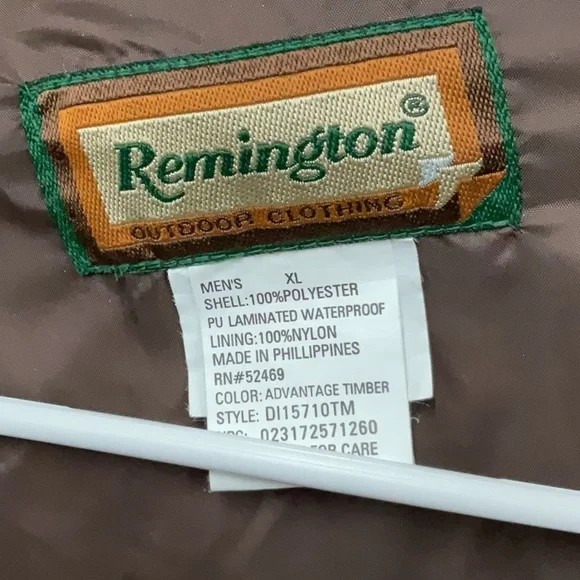 Remington®
OUTDOOR CLOTHING
MEN'S XL
SHELL:100%POLYESTER
PU LAMINATED WATERPROOF
LINING:100%NYLON
MADE IN PHILLIPPINES
RN#52469
COLOR: ADVANTAGE TIMBER
STYLE: DI15710TM
023172571260
FOR CARE